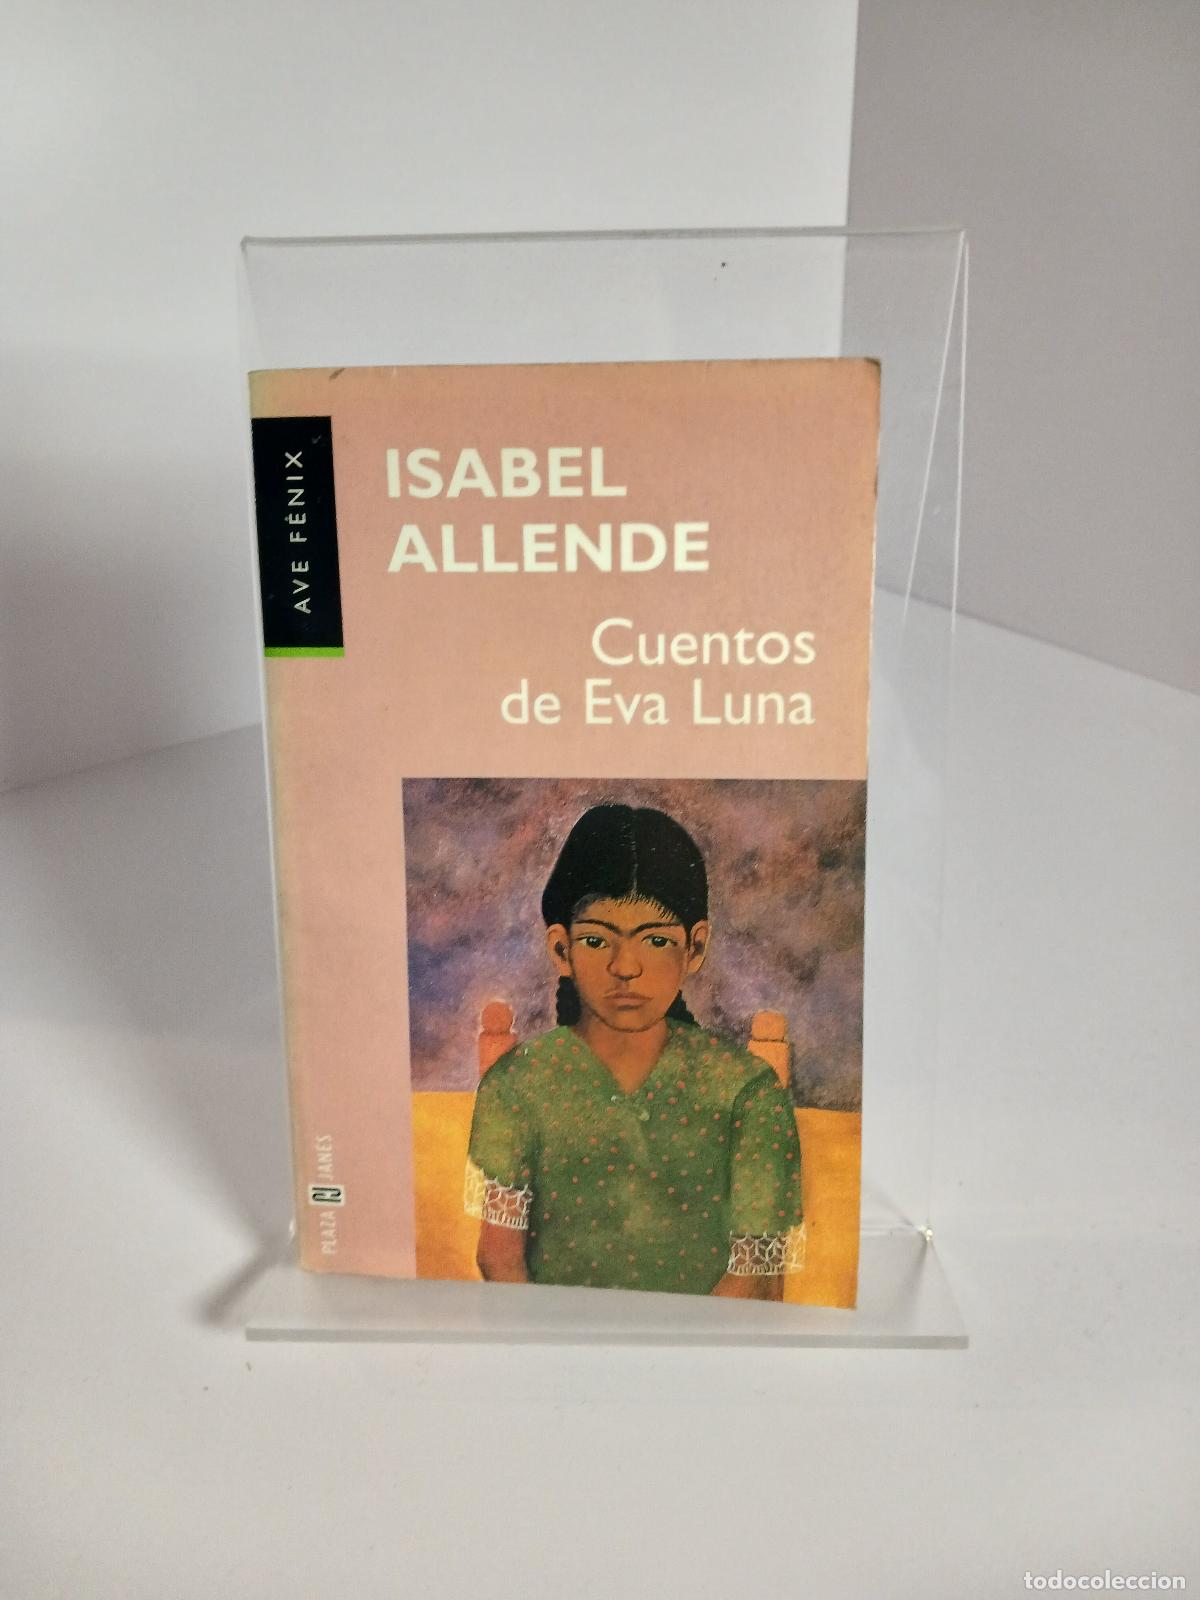 AVE FÉNIX
ISABEL
ALLENDE
Cuentos
de Eva Luna
PLAZA JANÉS
todocoleccion